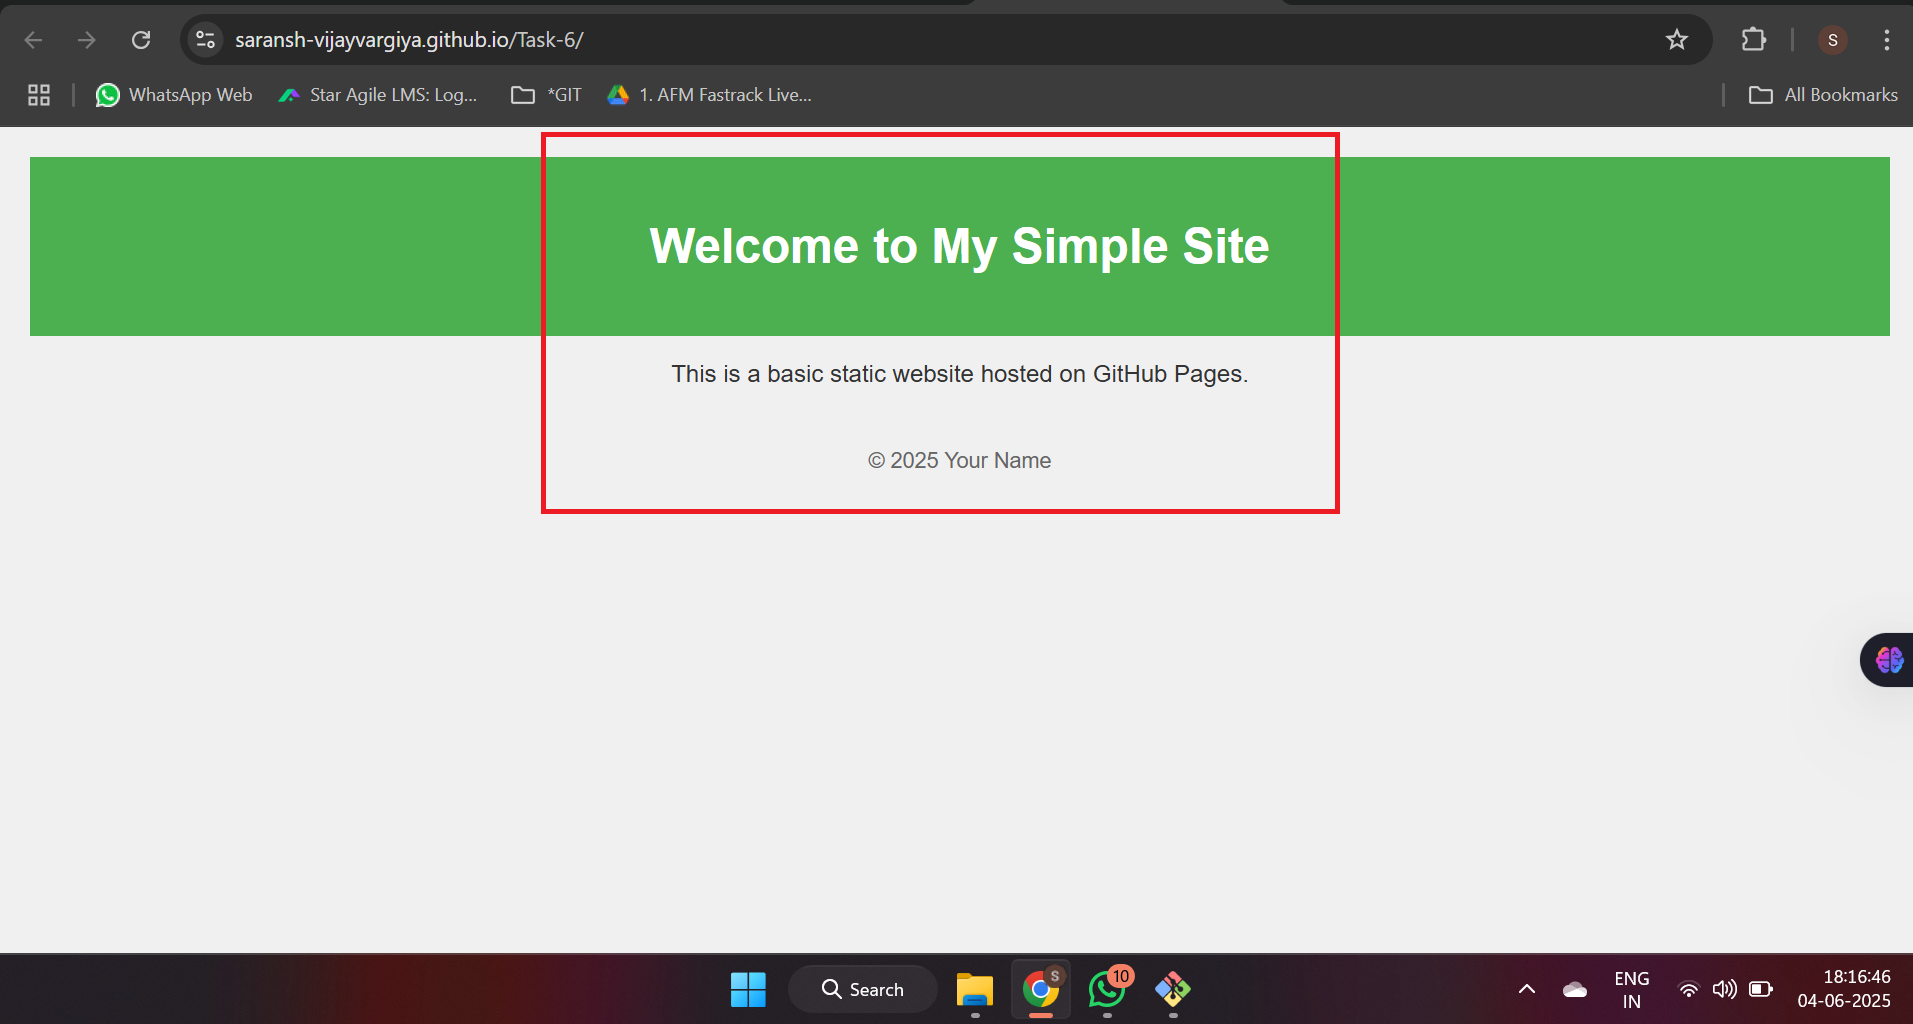 saransh-vijayvargiya.github.io/Task-6/
S
WhatsApp Web
Star Agile LMS: Log...
*GIT
1. AFM Fastrack Live...
All Bookmarks
Welcome to My Simple Site
This is a basic static website hosted on GitHub Pages.
© 2025 Your Name
Search
S
10
ENG
IN
18:16:46
04-06-2025